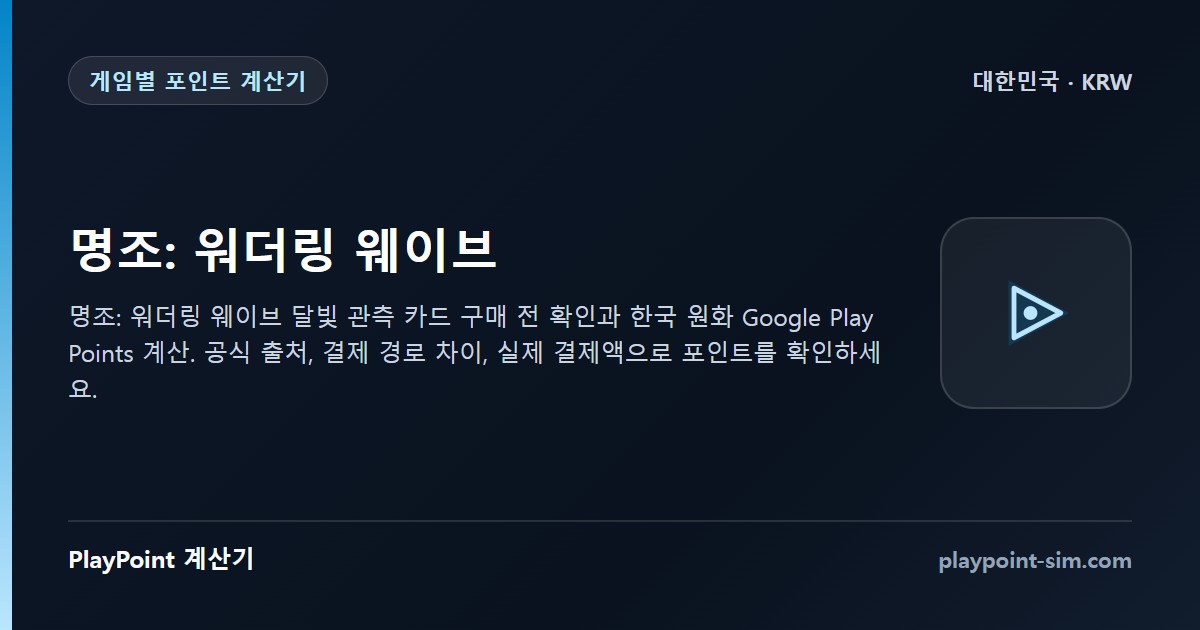 게임별 포인트 계산기
대한민국 · KRW
명조: 워더링 웨이브
명조: 워더링 웨이브 달빛 관측 카드 구매 전 확인과 한국 원화 Google Play
Points 계산. 공식 출처, 결제 경로 차이, 실제 결제액으로 포인트를 확인하세
요.
PlayPoint 계산기
playpoint-sim.com